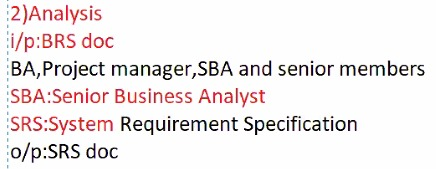 2)Analysis
i/p:BRS doc
BA,Project manager,SBA and senior members
SBA:Senior Business Analyst
SRS:System Requirement Specification
o/p:SRS doc